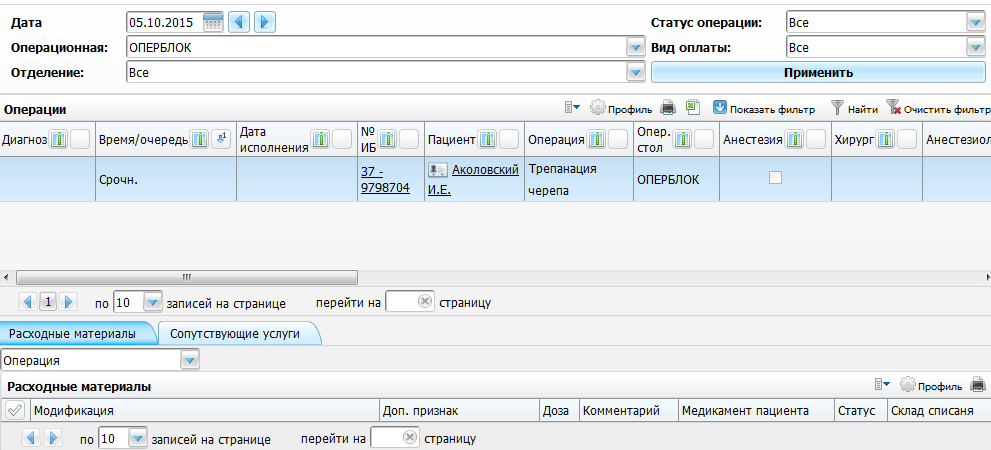 Дата 05.10.2015 Статус операции: Все
Операционная: ОПЕРБЛОК Вид оплаты: Все
Отделение: Все Применить
Операции Профиль Показать фильтр Найти Очистить фильтр
Диагноз Время/очередь Дата исполнения № ИБ Пациент Операция Опер. стол Анестезия Хирург Анестезиол
Срочн. 37 - 9798704 Аколовский И.Е. Трепанация черепа ОПЕРБЛОК
1 по 10 записей на странице перейти на страницу
Расходные материалы Сопутствующие услуги
Операция
Расходные материалы Профиль
Модификация Доп. признак Доза Комментарий Медикамент пациента Статус Склад списаня
по 10 записей на странице перейти на страницу